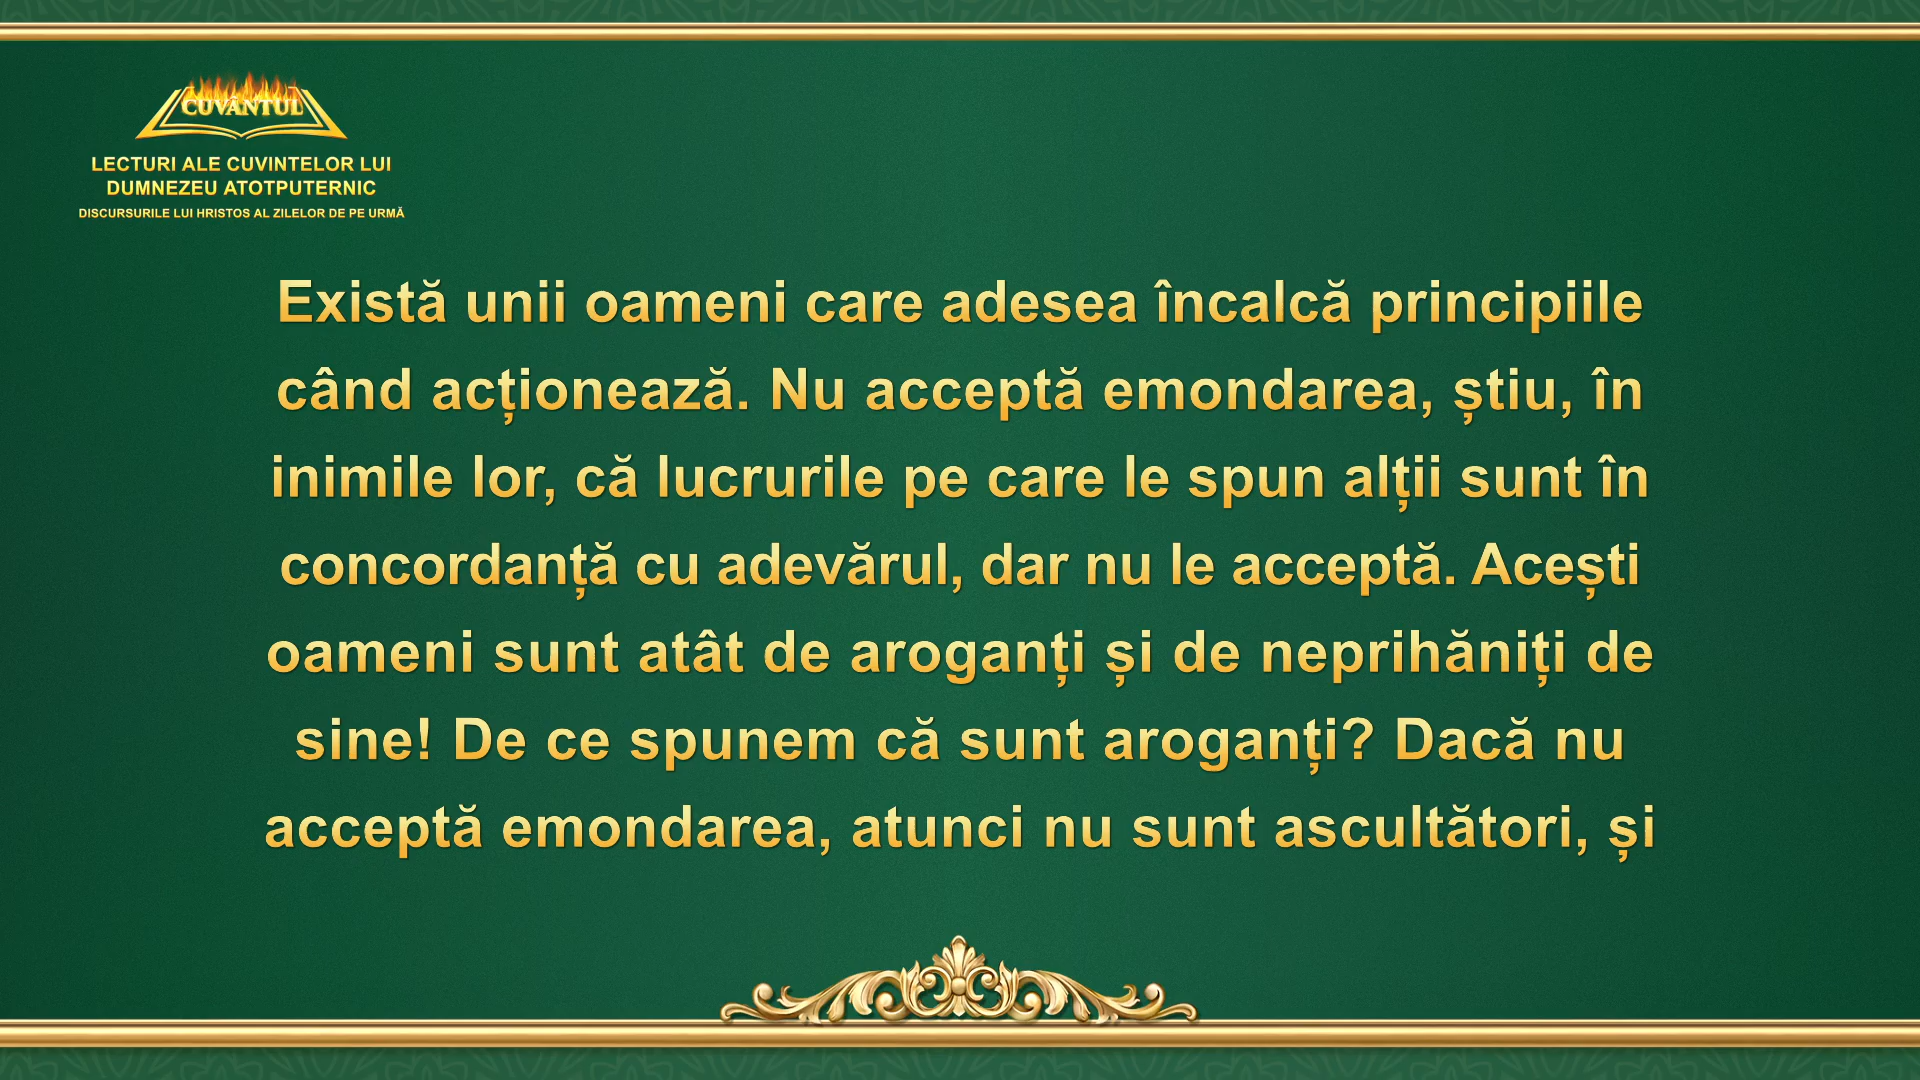 CUVÂNTUL
LECTURI ALE CUVINTELOR LUI
DUMNEZEU ATOTPUTERNIC
DISCURSURILE LUI HRISTOS AL ZILELOR DE PE URMĂ
Există unii oameni care adesea încalcă principiile
când acționează. Nu acceptă emondarea, știu, în
inimile lor, că lucrurile pe care le spun alții sunt în
concordanță cu adevărul, dar nu le acceptă. Acești
oameni sunt atât de aroganți și de neprihăniți de
sine! De ce spunem că sunt aroganți? Dacă nu
acceptă emondarea, atunci nu sunt ascultători, și